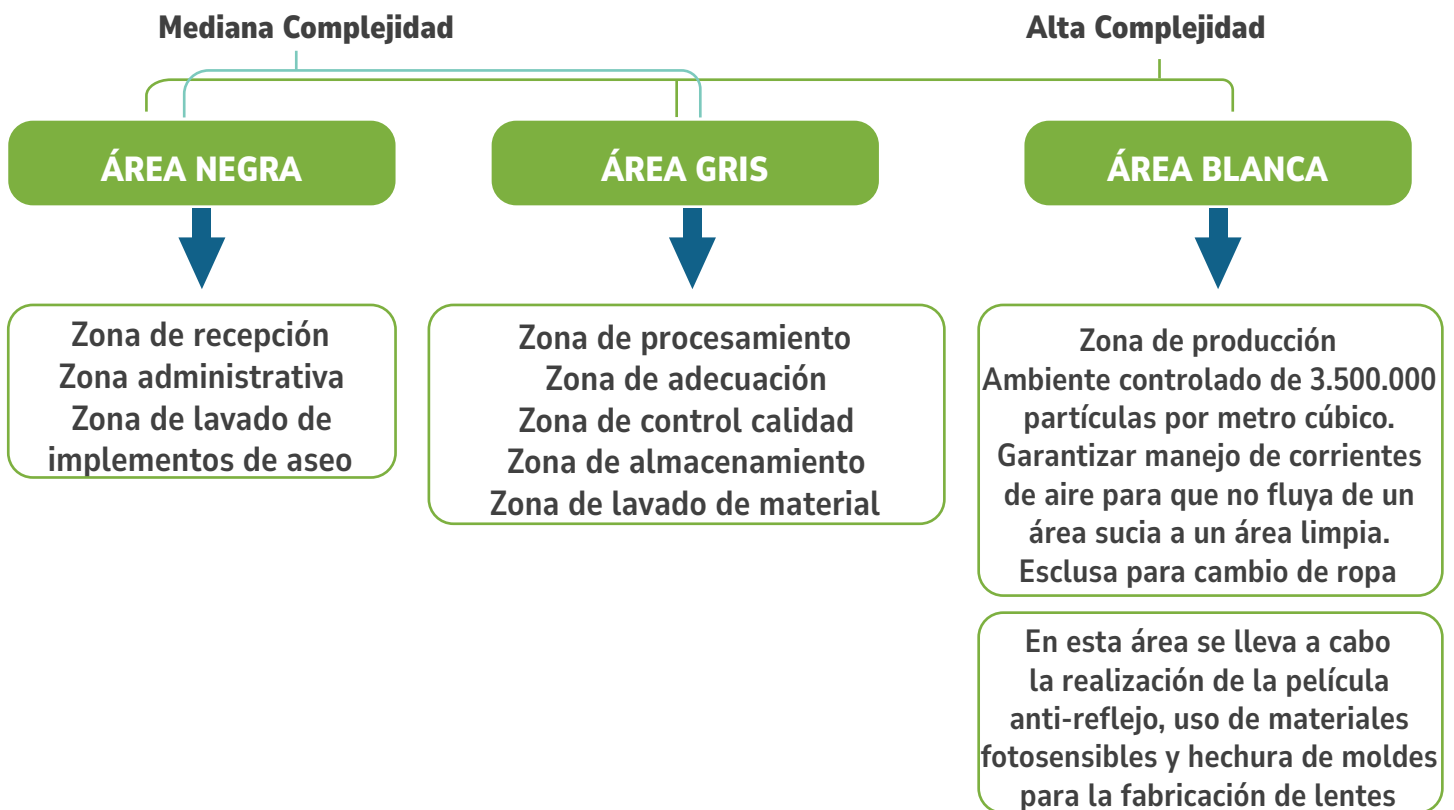 Mediana Complejidad
Alta Complejidad
ÁREA NEGRA
ÁREA GRIS
ÁREA BLANCA
Zona de recepción
Zona administrativa
Zona de lavado de
implementos de aseo
Zona de procesamiento
Zona de adecuación
Zona de control calidad
Zona de almacenamiento
Zona de lavado de material
Zona de producción
Ambiente controlado de 3.500.000
partículas por metro cúbico.
Garantizar manejo de corrientes
de aire para que no fluya de un
área sucia a un área limpia.
Esclusa para cambio de ropa
En esta área se lleva a cabo
la realización de la película
anti-reflejo, uso de materiales
fotosensibles y hechura de moldes
para la fabricación de lentes